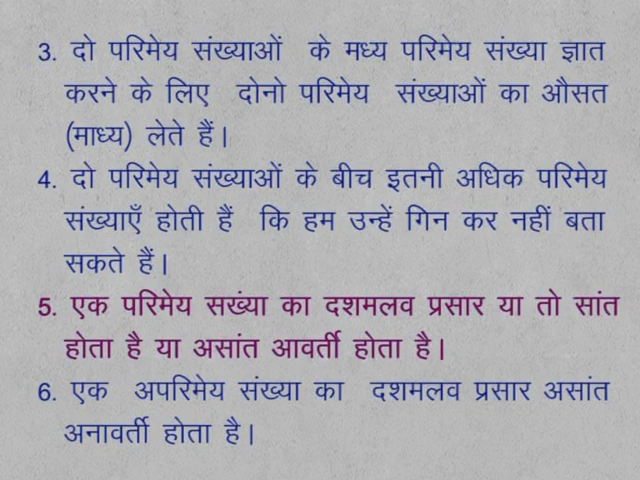 3. दो परिमेय संख्याओं के मध्य परिमेय संख्या ज्ञात
करने के लिए दोनो परिमेय संख्याओं का औसत
(माध्य) लेते हैं।
4. दो परिमेय संख्याओं के बीच इतनी अधिक परिमेय
संख्याएँ होती हैं कि हम उन्हें गिन कर नहीं बता
सकते हैं।
5. एक परिमेय सख्ंया का दशमलव प्रसार या तो सांत
होता है या असांत आवर्ती होता है।
6. एक अपरिमेय संख्या का दशमलव प्रसार असांत
अनावर्ती होता है।